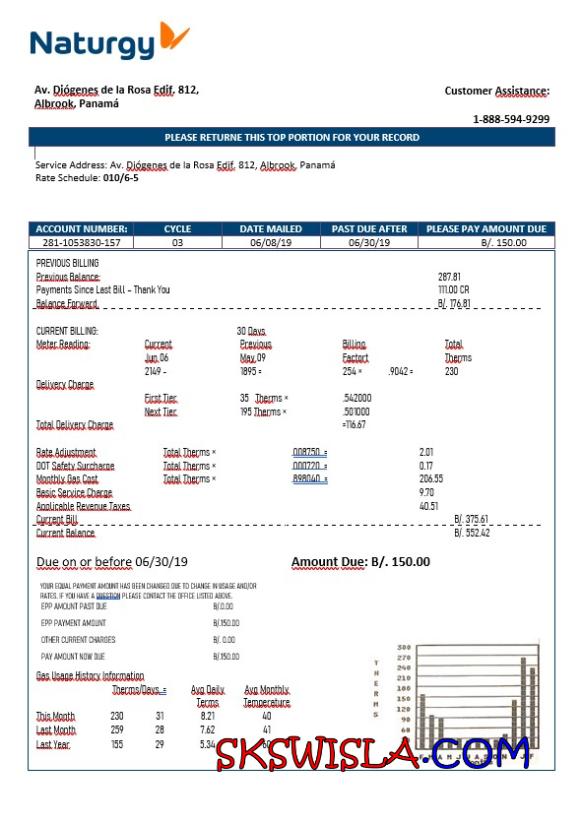 Naturgy
Av. Diógenes de la Rosa Edif. 812,
Albrook, Panamá
Customer Assistance:
1-888-594-9299
PLEASE RETURNE THIS TOP PORTION FOR YOUR RECORD
Service Address: Av. Diógenes de la Rosa Edif. 812, Albrook, Panamá
Rate Schedule: 010/6-5
ACCOUNT NUMBER: CYCLE DATE MAILED PAST DUE AFTER PLEASE PAY AMOUNT DUE
281-1053830-157 03 06/08/19 06/30/19 B/. 150.00
PREVIOUS BILLING
Previous Balance: 287.81
Payments Since Last Bill – Thank You 111.00 CR
Balance Forward B/. 176.81
CURRENT BILLING: 30 Days
Meter Reading: Current Previous Billing Total
Jun 06 May 09 Factort Therms
2149 - 1895 = 254 × .9042 = 230
Delivery Charge
First Tier 35 Therms × .542000
Next Tier 195 Therms × .501000
Total Delivery Charge =116.67
Rate Adjustment Total Therms × .008750 = 2.01
DOT Safety Surcharge Total Therms × .000720 = 0.17
Monthly Gas Cost Total Therms × .898040 = 206.55
Basic Service Charge 9.70
Applicable Revenue Taxes 40.51
Current Bill B/. 375.61
Current Balance B/. 552.42
Due on or before 06/30/19 Amount Due: B/. 150.00
YOUR EQUAL PAYMENT AMOUNT HAS BEEN CHANGED DUE TO CHANGE IN USAGE AND/OR
RATES. IF YOU HAVE A QUESTION PLEASE CONTACT THE OFFICE LISTED ABOVE.
EPP AMOUNT PAST DUE B/.0.00
EPP PAYMENT AMOUNT B/.150.00
OTHER CURRENT CHARGES B/. 0.00
PAY AMOUNT NOW DUE B/.150.00
Gas Usage History Information
Therms/Days = Avg Daily Avg Monthly
Terms Temperature
This Month 230 31 8.21 40
Last Month 259 28 7.62 41
Last Year. 155 29 5.34
THERMS
300
270
240
210
180
150
120
90
60
SKSWISLA.COM